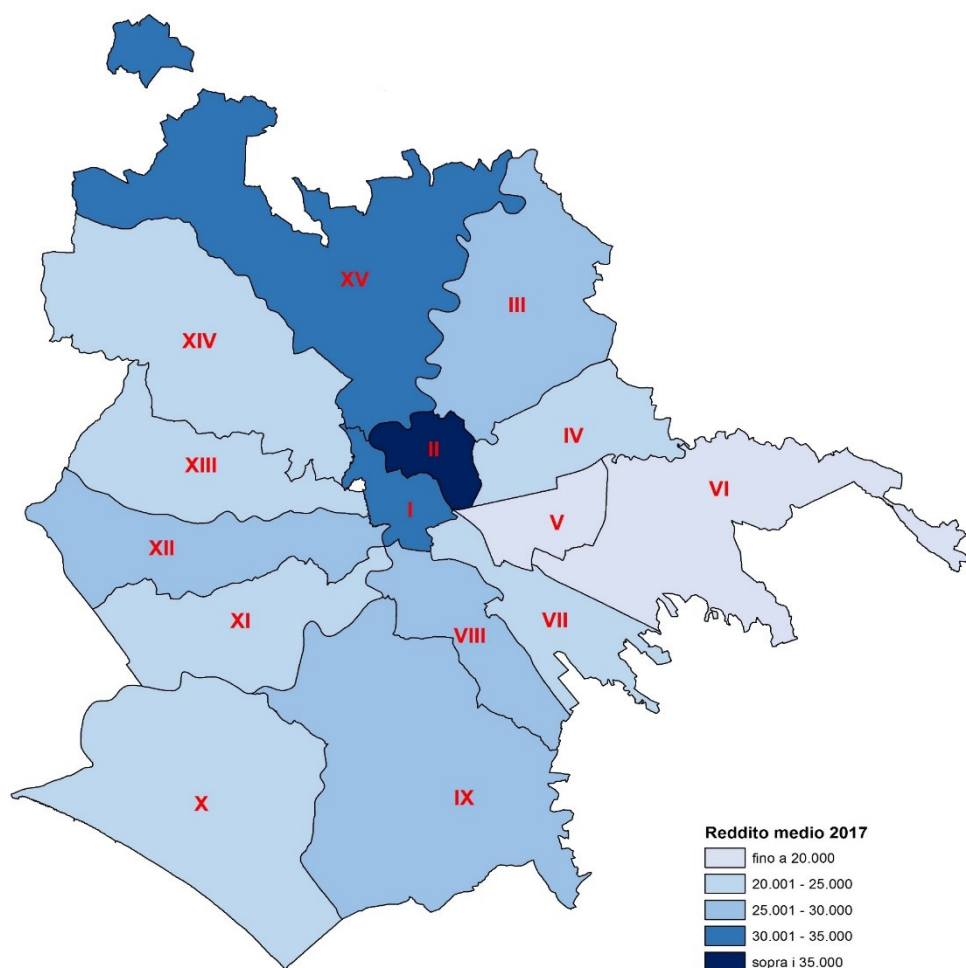 XV
III
XIV
II
IV
XIII
VI
I
V
XII
XI
VIII
VII
X
IX
Reddito medio 2017
fino a 20.000
20.001 - 25.000
25.001 - 30.000
30.001 - 35.000
sopra i 35.000